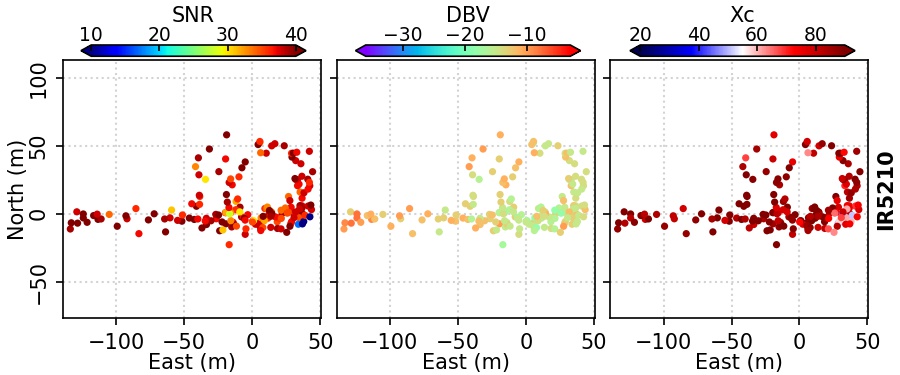 SNR DBV Xc
10 20 30 40 −30 −20 −10 20 40 60 80
100
50
0
−50
North (m)
−100 −50 0 50 −100 −50 0 50 −100 −50 0 50
East (m) East (m) East (m)
IR5210